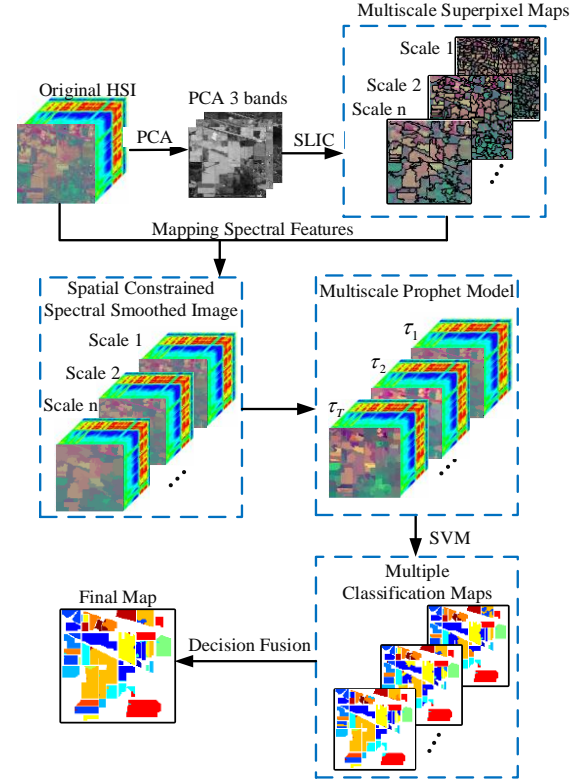 Multiscale Superpixel Maps
Scale 1
Scale 2
Scale n
Original HSI
PCA 3 bands
PCA
SLIC
Mapping Spectral Features
Spatial Constrained
Spectral Smoothed Image
Scale 1
Scale 2
Scale n
Multiscale Prophet Model
τ₁
τ₂
τ_T
SVM
Multiple
Classification Maps
Final Map
Decision Fusion